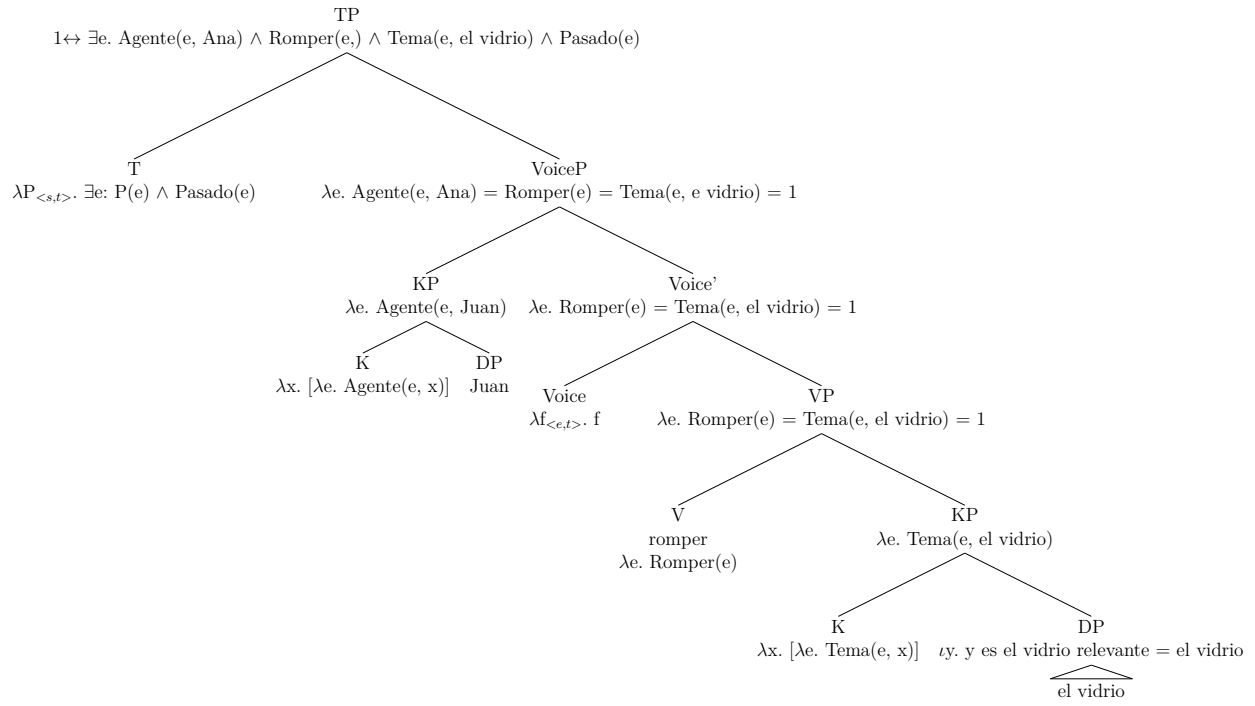 TP
1↔ ∃e. Agente(e, Ana) ∧ Romper(e,) ∧ Tema(e, el vidrio) ∧ Pasado(e)
T
λP<s,t>. ∃e: P(e) ∧ Pasado(e)
VoiceP
λe. Agente(e, Ana) = Romper(e) = Tema(e, e vidrio) = 1
KP
λe. Agente(e, Juan)
Voice'
λe. Romper(e) = Tema(e, el vidrio) = 1
K
λx. [λe. Agente(e, x)]
DP
Juan
Voice
λf<e,t>. f
VP
λe. Romper(e) = Tema(e, el vidrio) = 1
V
romper
λe. Romper(e)
KP
λe. Tema(e, el vidrio)
K
λx. [λe. Tema(e, x)]
DP
ιy. y es el vidrio relevante = el vidrio
el vidrio